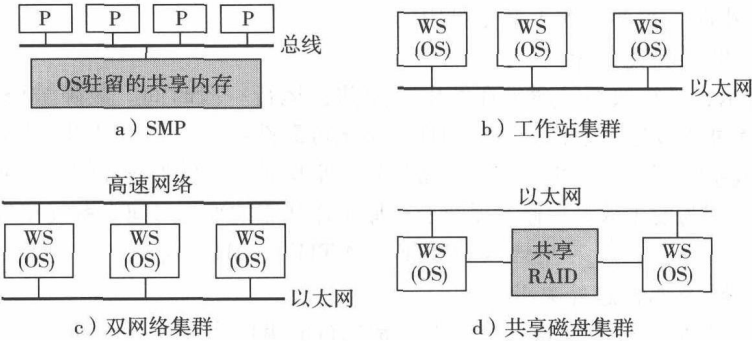 P P P P
总线
OS驻留的共享内存
a）SMP
WS WS WS
(OS) (OS) (OS)
以太网
b）工作站集群
高速网络
WS WS WS
(OS) (OS) (OS)
以太网
c）双网络集群
以太网
WS 共享 WS
(OS) RAID (OS)
d）共享磁盘集群